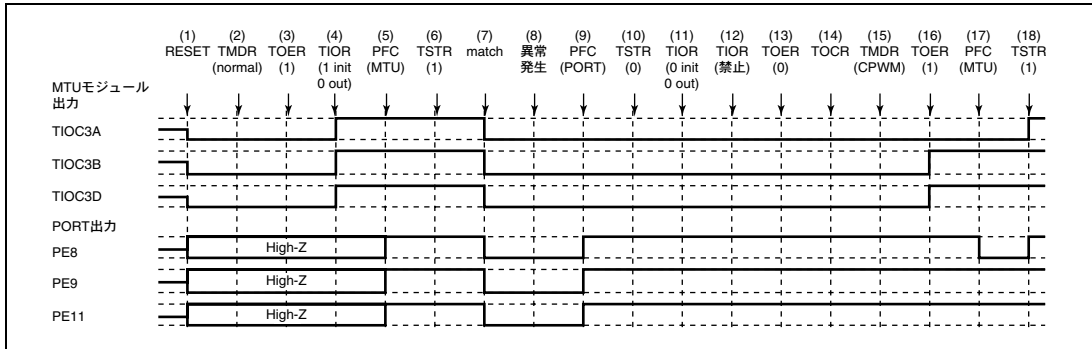 (1) (2) (3) (4) (5) (6) (7) (8) (9) (10) (11) (12) (13) (14) (15) (16) (17) (18)
RESET TMDR TOER TIOR PFC TSTR match 異常 PFC TSTR TIOR TIOR TOER TOCR TMDR TOER PFC TSTR
(normal) (1) (1 init (MTU) (1) 発生 (PORT) (0) (0 init (禁止) (0) (CPWM) (1) (MTU) (1)
0 out) 0 out)
MTUモジュール
出力
TIOC3A
TIOC3B
TIOC3D
PORT出力
PE8 High-Z
PE9 High-Z
PE11 High-Z